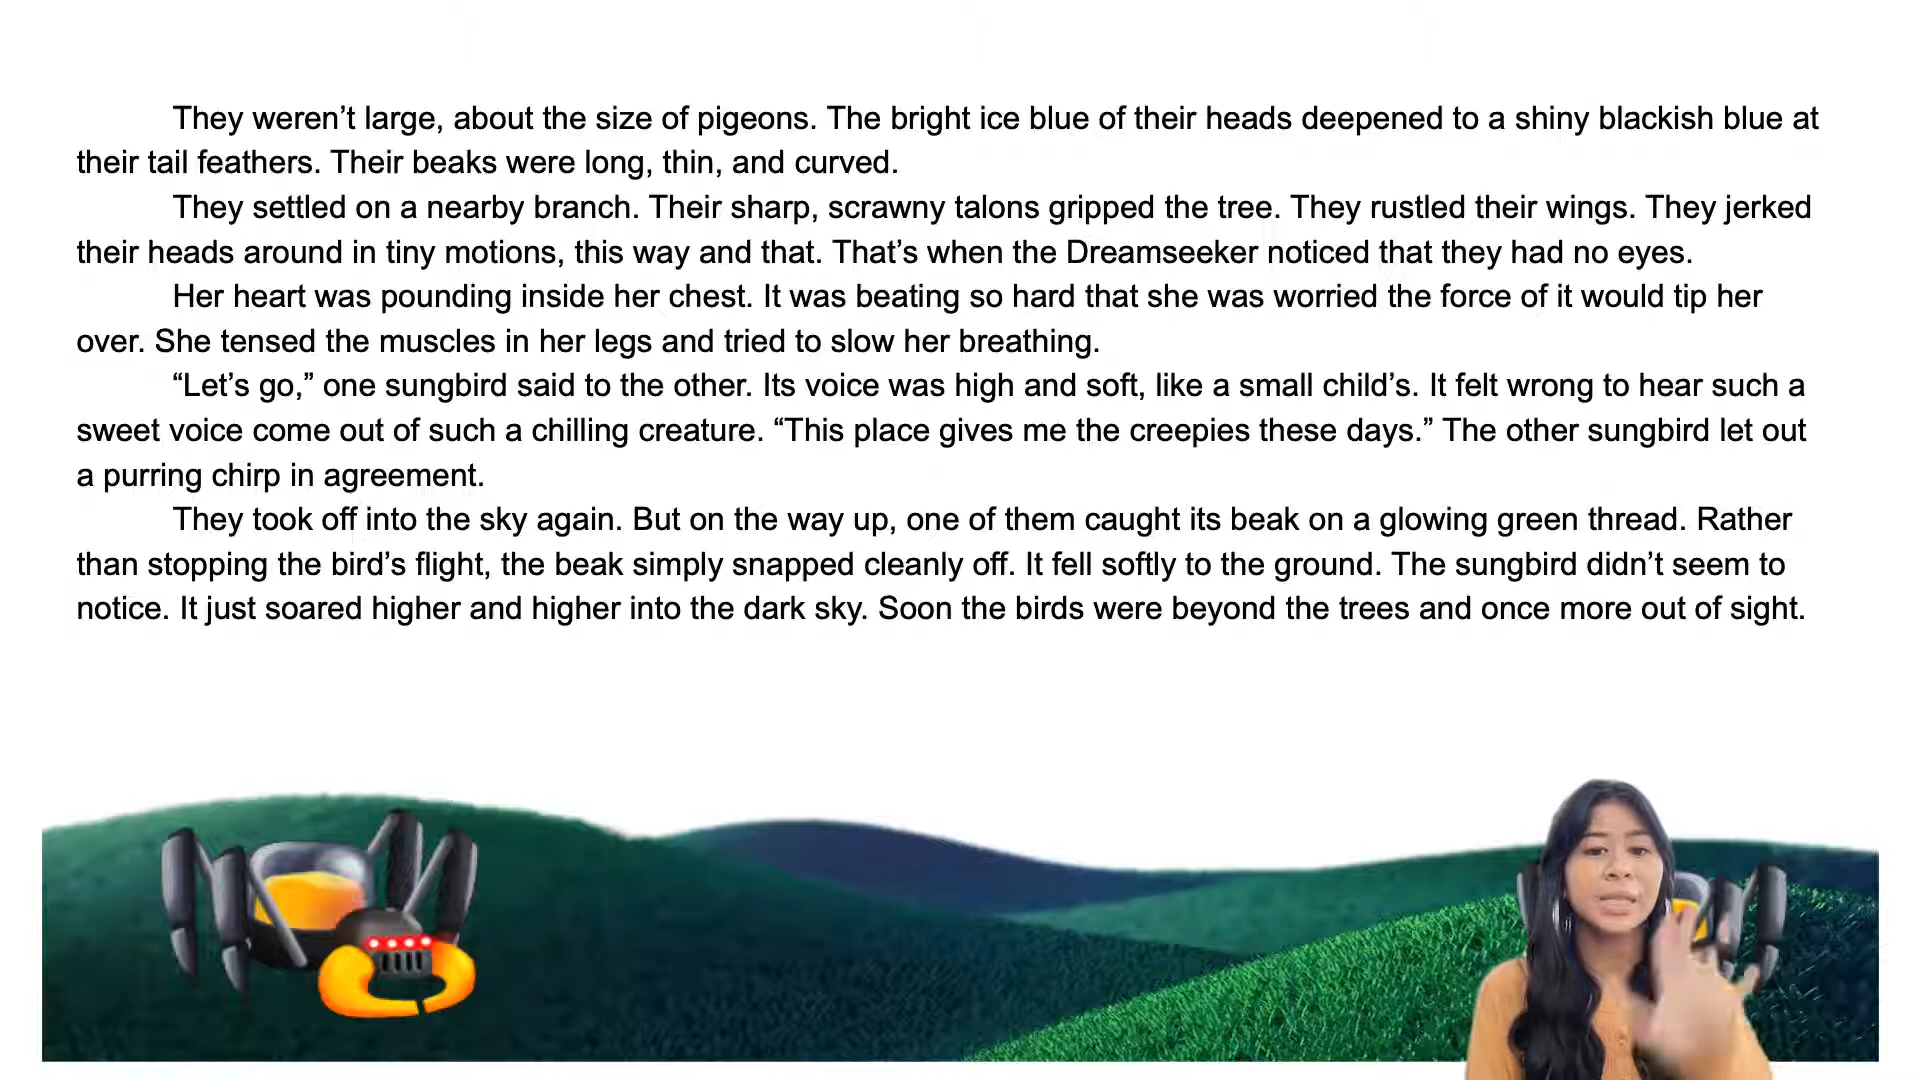 They weren’t large, about the size of pigeons. The bright ice blue of their heads deepened to a shiny blackish blue at
their tail feathers. Their beaks were long, thin, and curved.
They settled on a nearby branch. Their sharp, scrawny talons gripped the tree. They rustled their wings. They jerked
their heads around in tiny motions, this way and that. That’s when the Dreamseeker noticed that they had no eyes.
Her heart was pounding inside her chest. It was beating so hard that she was worried the force of it would tip her
over. She tensed the muscles in her legs and tried to slow her breathing.
“Let’s go,” one sungbird said to the other. Its voice was high and soft, like a small child’s. It felt wrong to hear such a
sweet voice come out of such a chilling creature. “This place gives me the creepies these days.” The other sungbird let out
a purring chirp in agreement.
They took off into the sky again. But on the way up, one of them caught its beak on a glowing green thread. Rather
than stopping the bird’s flight, the beak simply snapped cleanly off. It fell softly to the ground. The sungbird didn’t seem to
notice. It just soared higher and higher into the dark sky. Soon the birds were beyond the trees and once more out of sight.